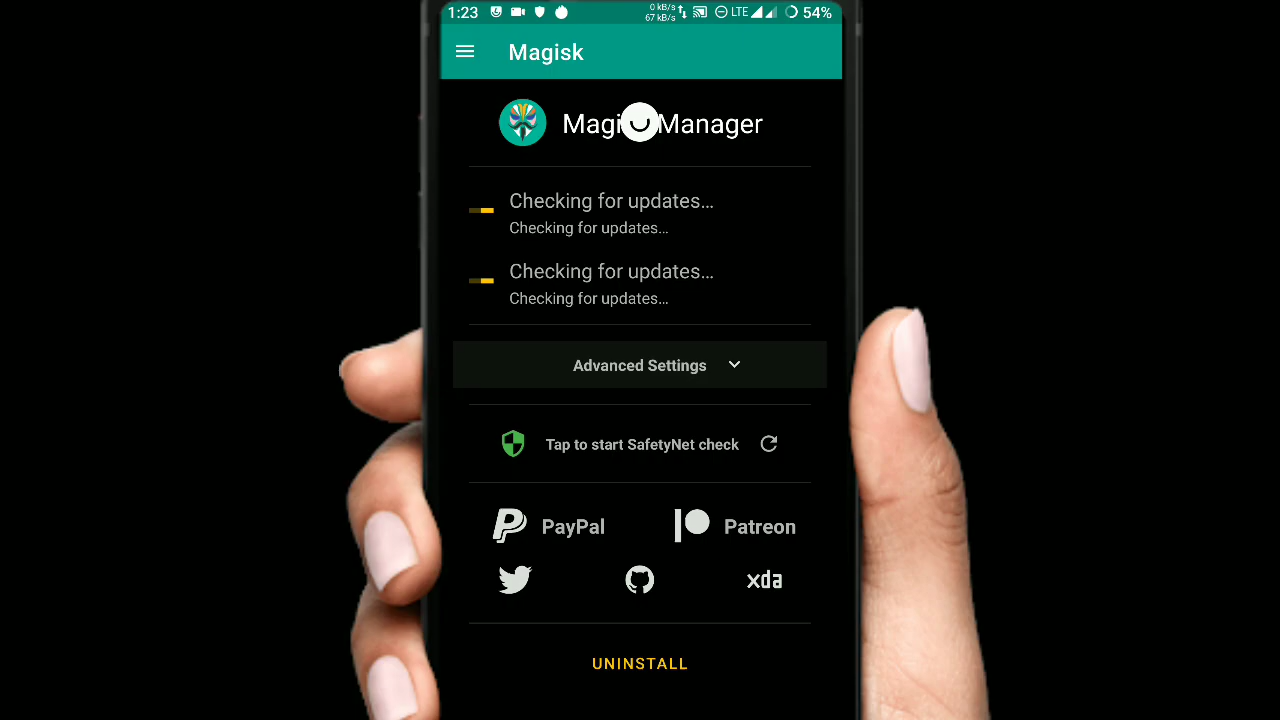 1:23 0 kB/s 67 kB/s LTE 54%
Magisk
Magi Manager
Checking for updates...
Checking for updates...
Checking for updates...
Checking for updates...
Advanced Settings
Tap to start SafetyNet check
PayPal Patreon
xda
UNINSTALL